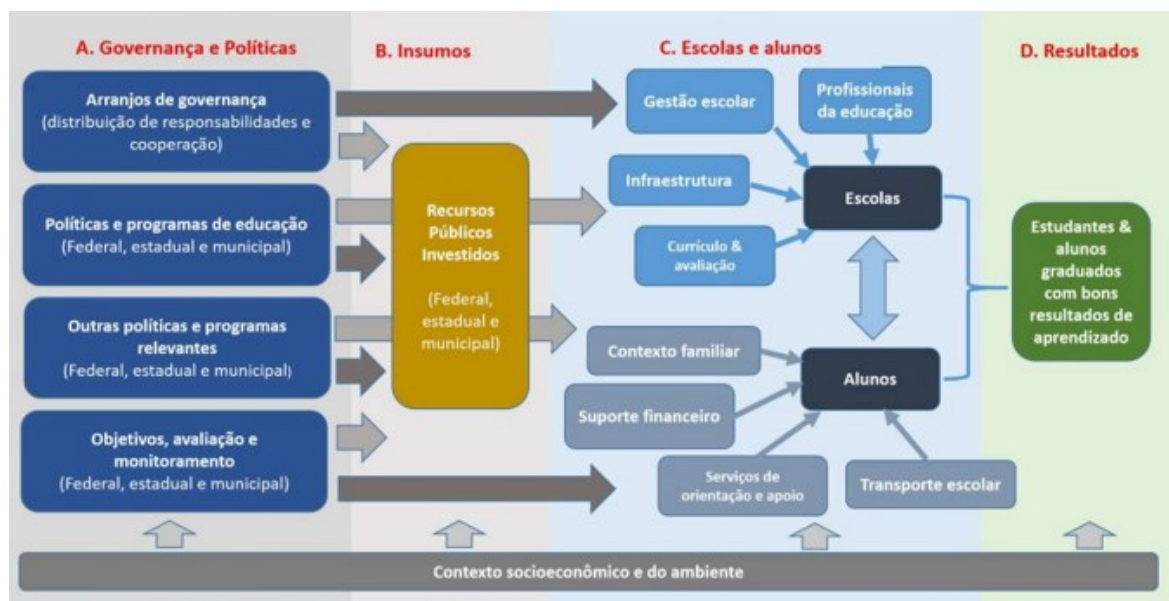 A. Governança e Políticas
Arranjos de governança
(distribuição de responsabilidades e
cooperação)
Políticas e programas de educação
(Federal, estadual e municipal)
Outras políticas e programas
relevantes
(Federal, estadual e municipal)
Objetivos, avaliação e
monitoramento
(Federal, estadual e municipal)
B. Insumos
Recursos
Públicos
Investidos
(Federal,
estadual e
municipal)
C. Escolas e alunos
Gestão escolar
Profissionais
da educação
Infraestrutura
Escolas
Currículo &
avaliação
Contexto familiar
Alunos
Suporte financeiro
Serviços de
orientação e apoio
Transporte escolar
D. Resultados
Estudantes &
alunos
graduados
com bons
resultados de
aprendizado
Contexto socioeconômico e do ambiente